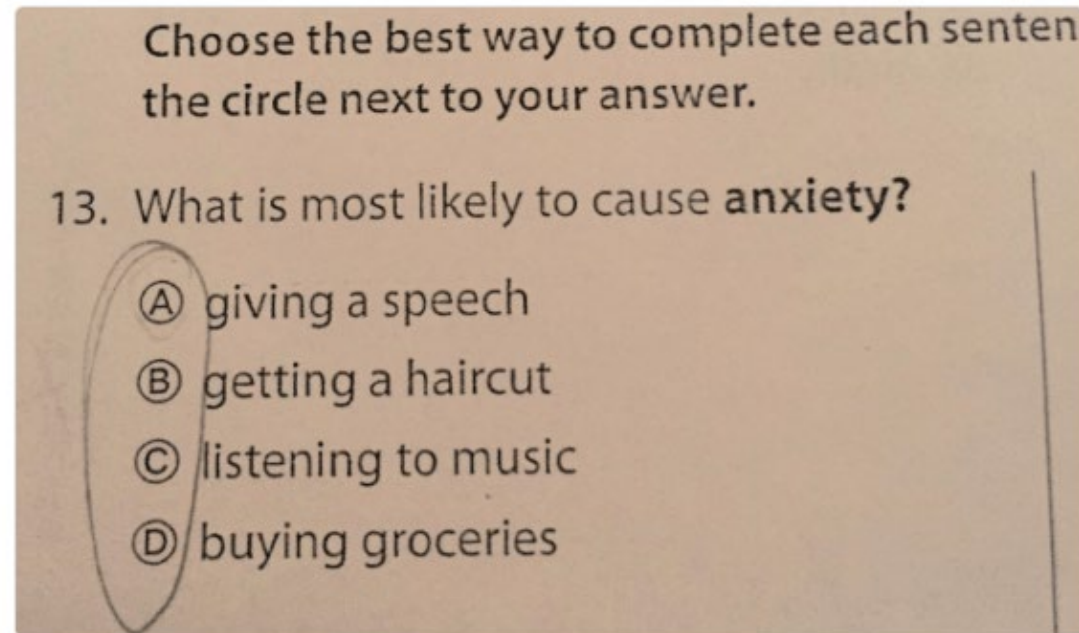 Choose the best way to complete each senten
the circle next to your answer.
13. What is most likely to cause anxiety?
Ⓐ giving a speech
Ⓑ getting a haircut
Ⓒ listening to music
Ⓓ buying groceries